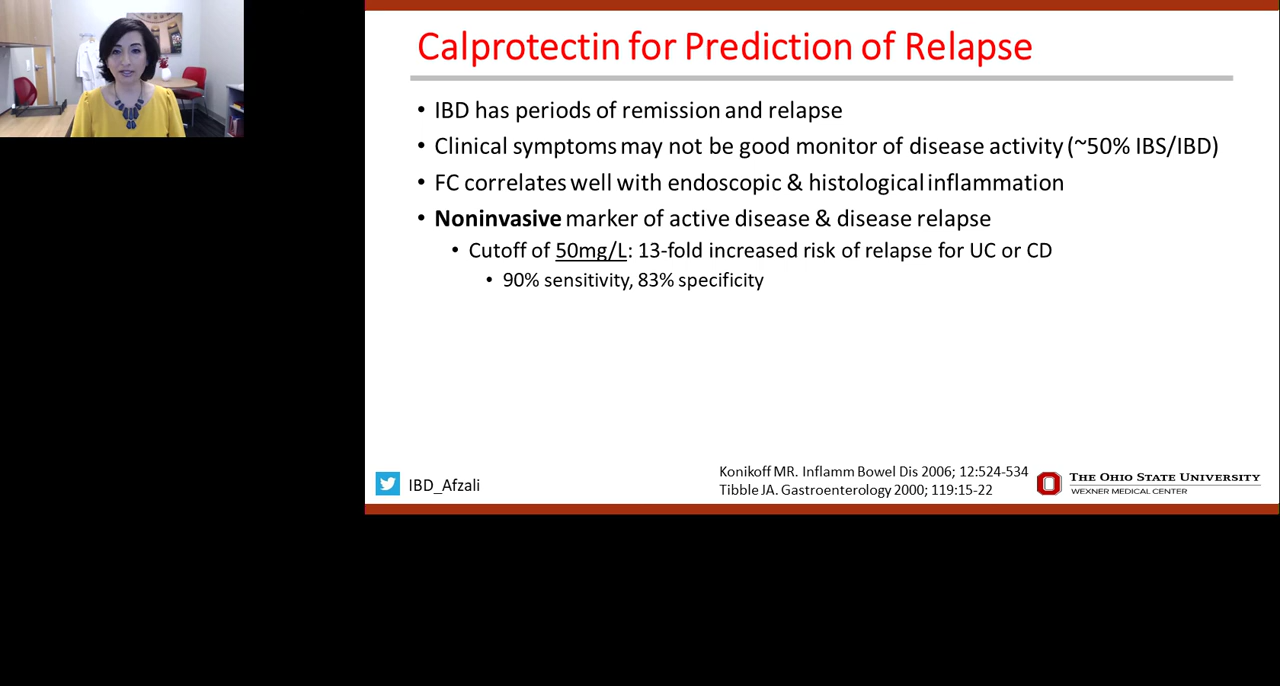 Calprotectin for Prediction of Relapse
• IBD has periods of remission and relapse
• Clinical symptoms may not be good monitor of disease activity (~50% IBS/IBD)
• FC correlates well with endoscopic & histological inflammation
• Noninvasive marker of active disease & disease relapse
• Cutoff of 50mg/L: 13-fold increased risk of relapse for UC or CD
• 90% sensitivity, 83% specificity
IBD_Afzali
Konikoff MR. Inflamm Bowel Dis 2006; 12:524-534
Tibble JA. Gastroenterology 2000; 119:15-22
THE OHIO STATE UNIVERSITY
WEXNER MEDICAL CENTER